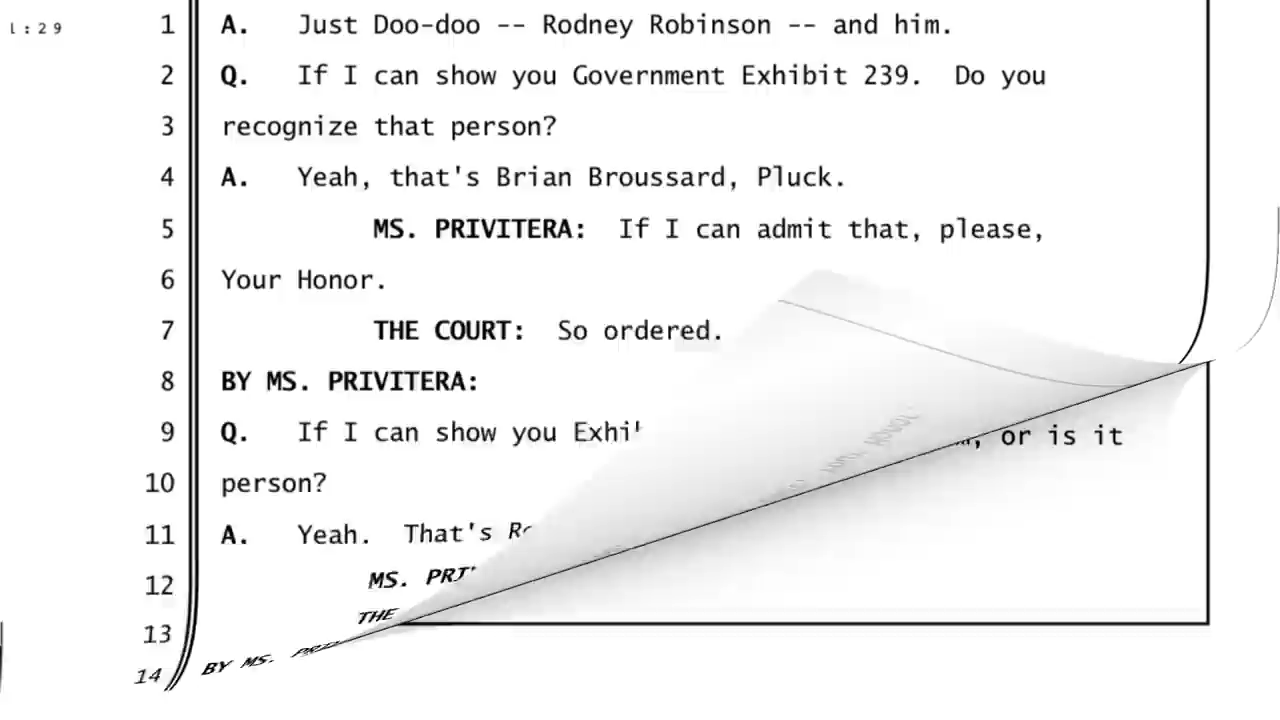 1:29
1 A. Just Doo-doo -- Rodney Robinson -- and him.
2 Q. If I can show you Government Exhibit 239. Do you
3 recognize that person?
4 A. Yeah, that's Brian Broussard, Pluck.
5 MS. PRIVITERA: If I can admit that, please,
6 Your Honor.
7 THE COURT: So ordered.
8 BY MS. PRIVITERA:
9 Q. If I can show you or is it
10 person?
11 A. Yeah. That's
12 MS.
13 THE
14 BY MS.